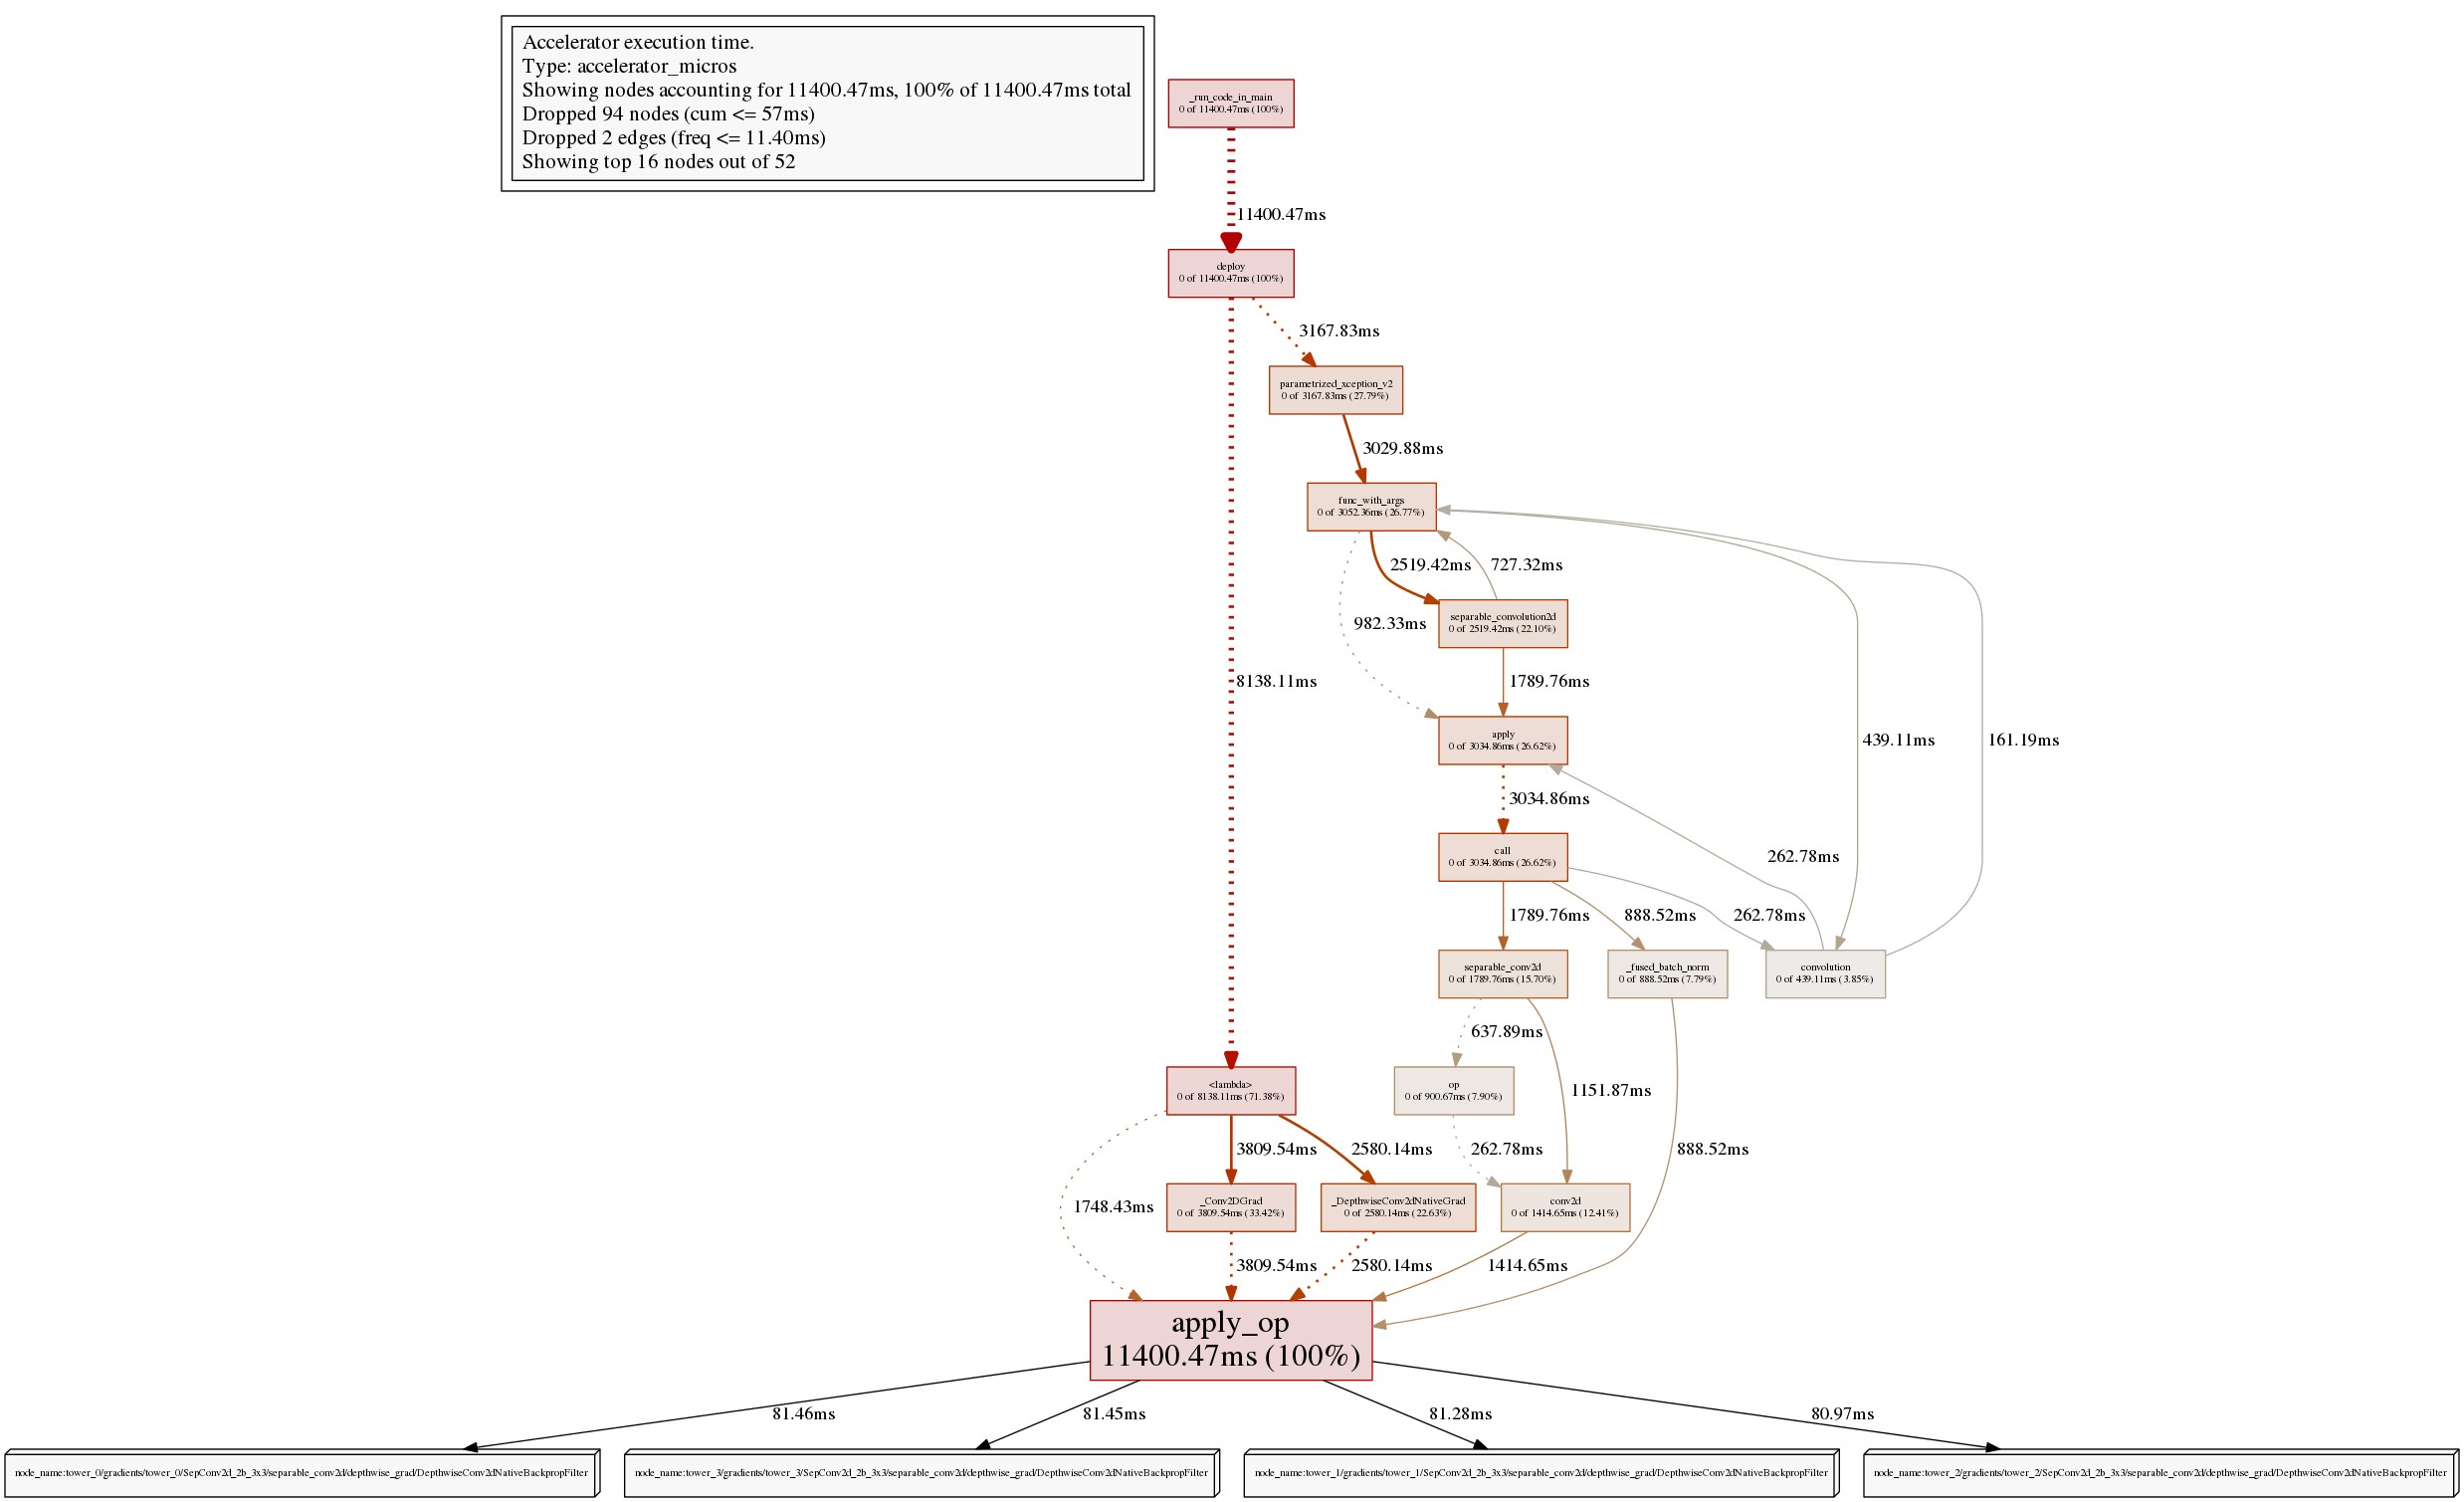 Accelerator execution time.
Type: accelerator_micros
Showing nodes accounting for 11400.47ms, 100% of 11400.47ms total
Dropped 94 nodes (cum <= 57ms)
Dropped 2 edges (freq <= 11.40ms)
Showing top 16 nodes out of 52
_run_code_in_main
0 of 11400.47ms (100%)
11400.47ms
deploy
0 of 11400.47ms (100%)
3167.83ms
parametrized_xception_v2
0 of 3167.83ms (27.79%)
3029.88ms
func_with_args
0 of 3052.36ms (26.77%)
2519.42ms
727.32ms
982.33ms
separable_convolution2d
0 of 2519.42ms (22.10%)
8138.11ms
1789.76ms
apply
0 of 3034.86ms (26.62%)
439.11ms
161.19ms
3034.86ms
call
0 of 3034.86ms (26.62%)
262.78ms
1789.76ms
888.52ms
262.78ms
separable_conv2d
0 of 1789.76ms (15.70%)
_fused_batch_norm
0 of 888.52ms (7.79%)
convolution
0 of 439.11ms (3.85%)
637.89ms
<lambda>
0 of 8138.11ms (71.38%)
op
0 of 900.67ms (7.90%)
1151.87ms
3809.54ms
2580.14ms
262.78ms
888.52ms
1748.43ms
_Conv2DGrad
0 of 3809.54ms (33.42%)
_DepthwiseConv2dNativeGrad
0 of 2580.14ms (22.63%)
conv2d
0 of 1414.65ms (12.41%)
3809.54ms
2580.14ms
1414.65ms
apply_op
11400.47ms (100%)
81.46ms
81.45ms
81.28ms
80.97ms
node_name:tower_0/gradients/tower_0/SepConv2d_2b_3x3/separable_conv2d/depthwise_grad/DepthwiseConv2dNativeBackpropFilter
node_name:tower_3/gradients/tower_3/SepConv2d_2b_3x3/separable_conv2d/depthwise_grad/DepthwiseConv2dNativeBackpropFilter
node_name:tower_1/gradients/tower_1/SepConv2d_2b_3x3/separable_conv2d/depthwise_grad/DepthwiseConv2dNativeBackpropFilter
node_name:tower_2/gradients/tower_2/SepConv2d_2b_3x3/separable_conv2d/depthwise_grad/DepthwiseConv2dNativeBackpropFilter